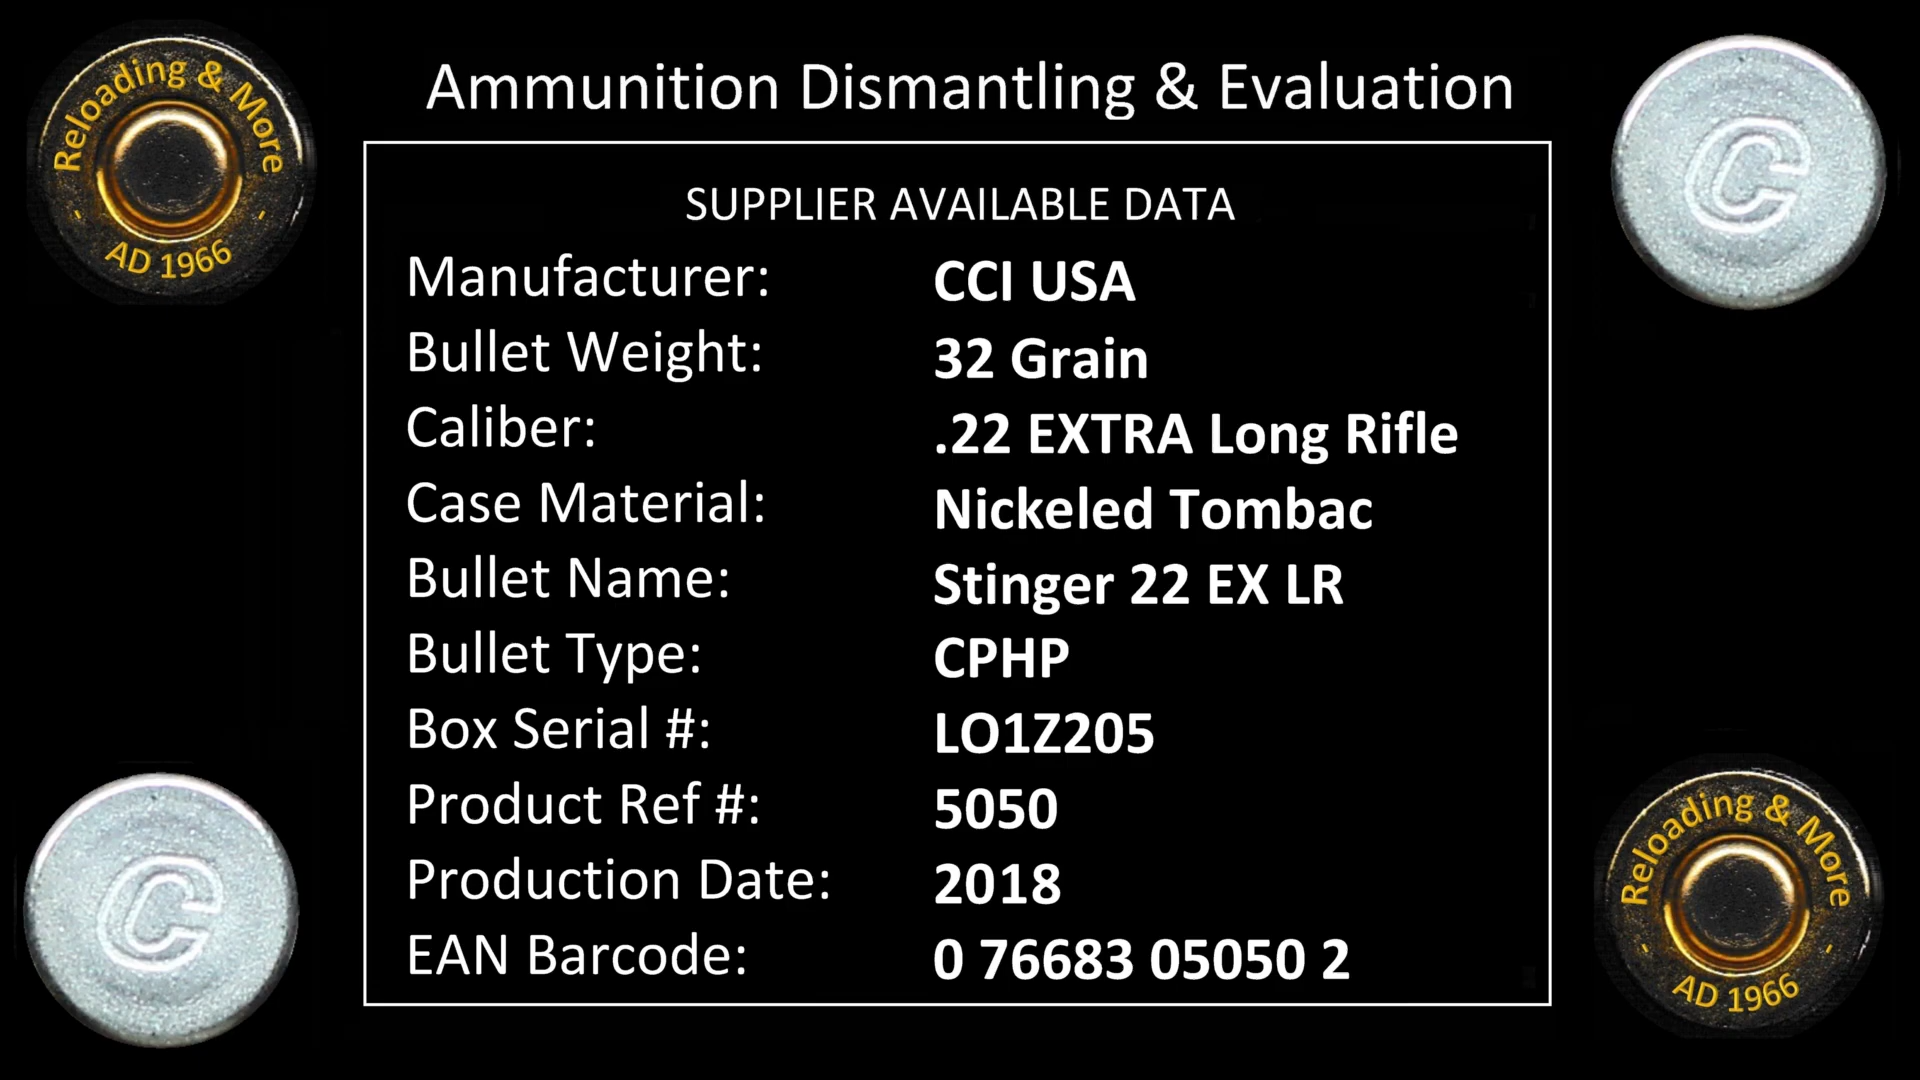 Ammunition Dismantling & Evaluation
Reloading & More
- AD 1966 -
C
SUPPLIER AVAILABLE DATA
Manufacturer: CCI USA
Bullet Weight: 32 Grain
Caliber: .22 EXTRA Long Rifle
Case Material: Nickeled Tombac
Bullet Name: Stinger 22 EX LR
Bullet Type: CPHP
Box Serial #: LO1Z205
Product Ref #: 5050
Production Date: 2018
EAN Barcode: 0 76683 05050 2
C
Reloading & More
- AD 1966 -